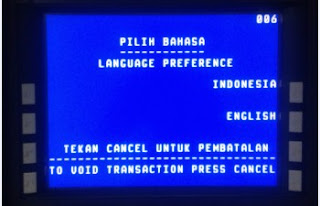 006
PILIH BAHASA
LANGUAGE PREFERENCE
INDONESIA
ENGLISH
TEKAN CANCEL UNTUK PEMBATALAN
TO VOID TRANSACTION PRESS CANCEL